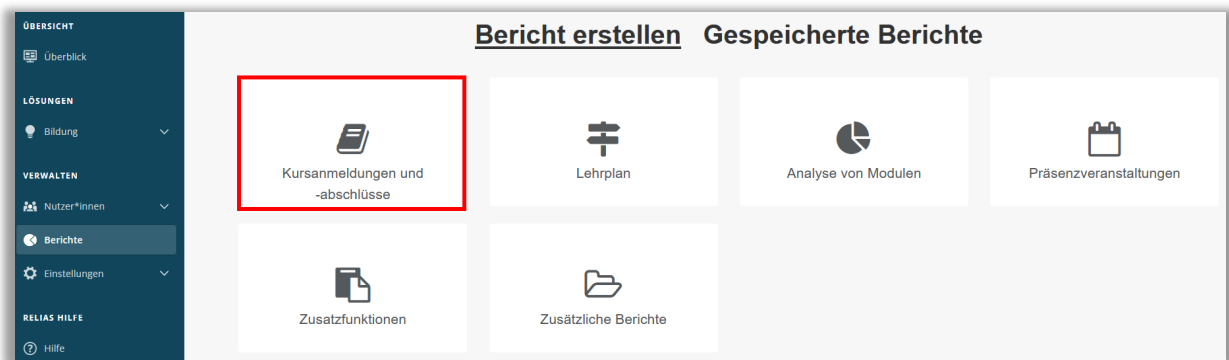 ÜBERSICHT
Überblick
LÖSUNGEN
Bildung
VERWALTEN
Nutzer*innen
Berichte
Einstellungen
RELIAS HILFE
Hilfe
Bericht erstellen Gespeicherte Berichte
Kursanmeldungen und
-abschlüsse
Lehrplan
Analyse von Modulen
Präsenzveranstaltungen
Zusatzfunktionen
Zusätzliche Berichte